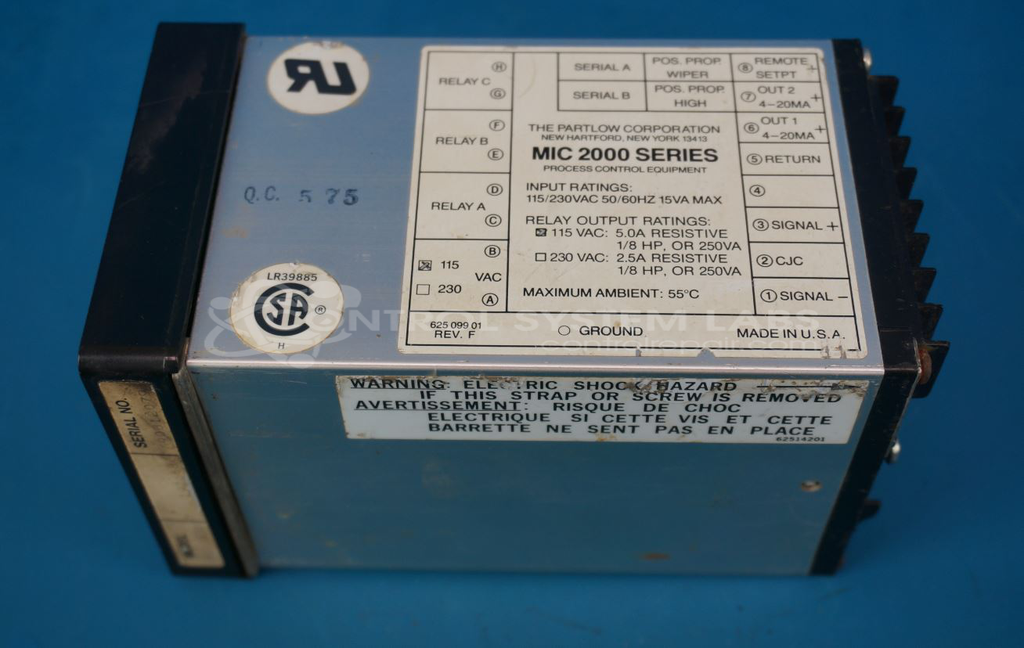 RU
Q.C. 5 75
LR39885
SA ®
H
RELAY C
H
G
RELAY B
F
E
RELAY A
D
C
B
115
VAC
230
A
SERIAL A
POS. PROP.
WIPER
SERIAL B
POS. PROP.
HIGH
THE PARTLOW CORPORATION
NEW HARTFORD, NEW YORK 13413
MIC 2000 SERIES
PROCESS CONTROL EQUIPMENT
INPUT RATINGS:
115/230VAC 50/60HZ 15VA MAX
RELAY OUTPUT RATINGS:
115 VAC: 5.0A RESISTIVE
1/8 HP, OR 250VA
230 VAC: 2.5A RESISTIVE
1/8 HP, OR 250VA
MAXIMUM AMBIENT: 55°C
8 REMOTE +
SETPT -
7 OUT 2
4-20MA +
6 OUT 1
4-20MA +
5 RETURN
4
3 SIGNAL +
2 CJC
1 SIGNAL -
625 099 01
REV. F
GROUND
MADE IN U.S.A.
CONTROL SYSTEM LABS
controlrepair.com
WARNING: ELECTRIC SHOCK HAZARD
IF THIS STRAP OR SCREW IS REMOVED
AVERTISSEMENT: RISQUE DE CHOC
ELECTRIQUE SI CETTE VIS ET CETTE
BARRETTE NE SENT PAS EN PLACE
62514201
SERIAL NO.